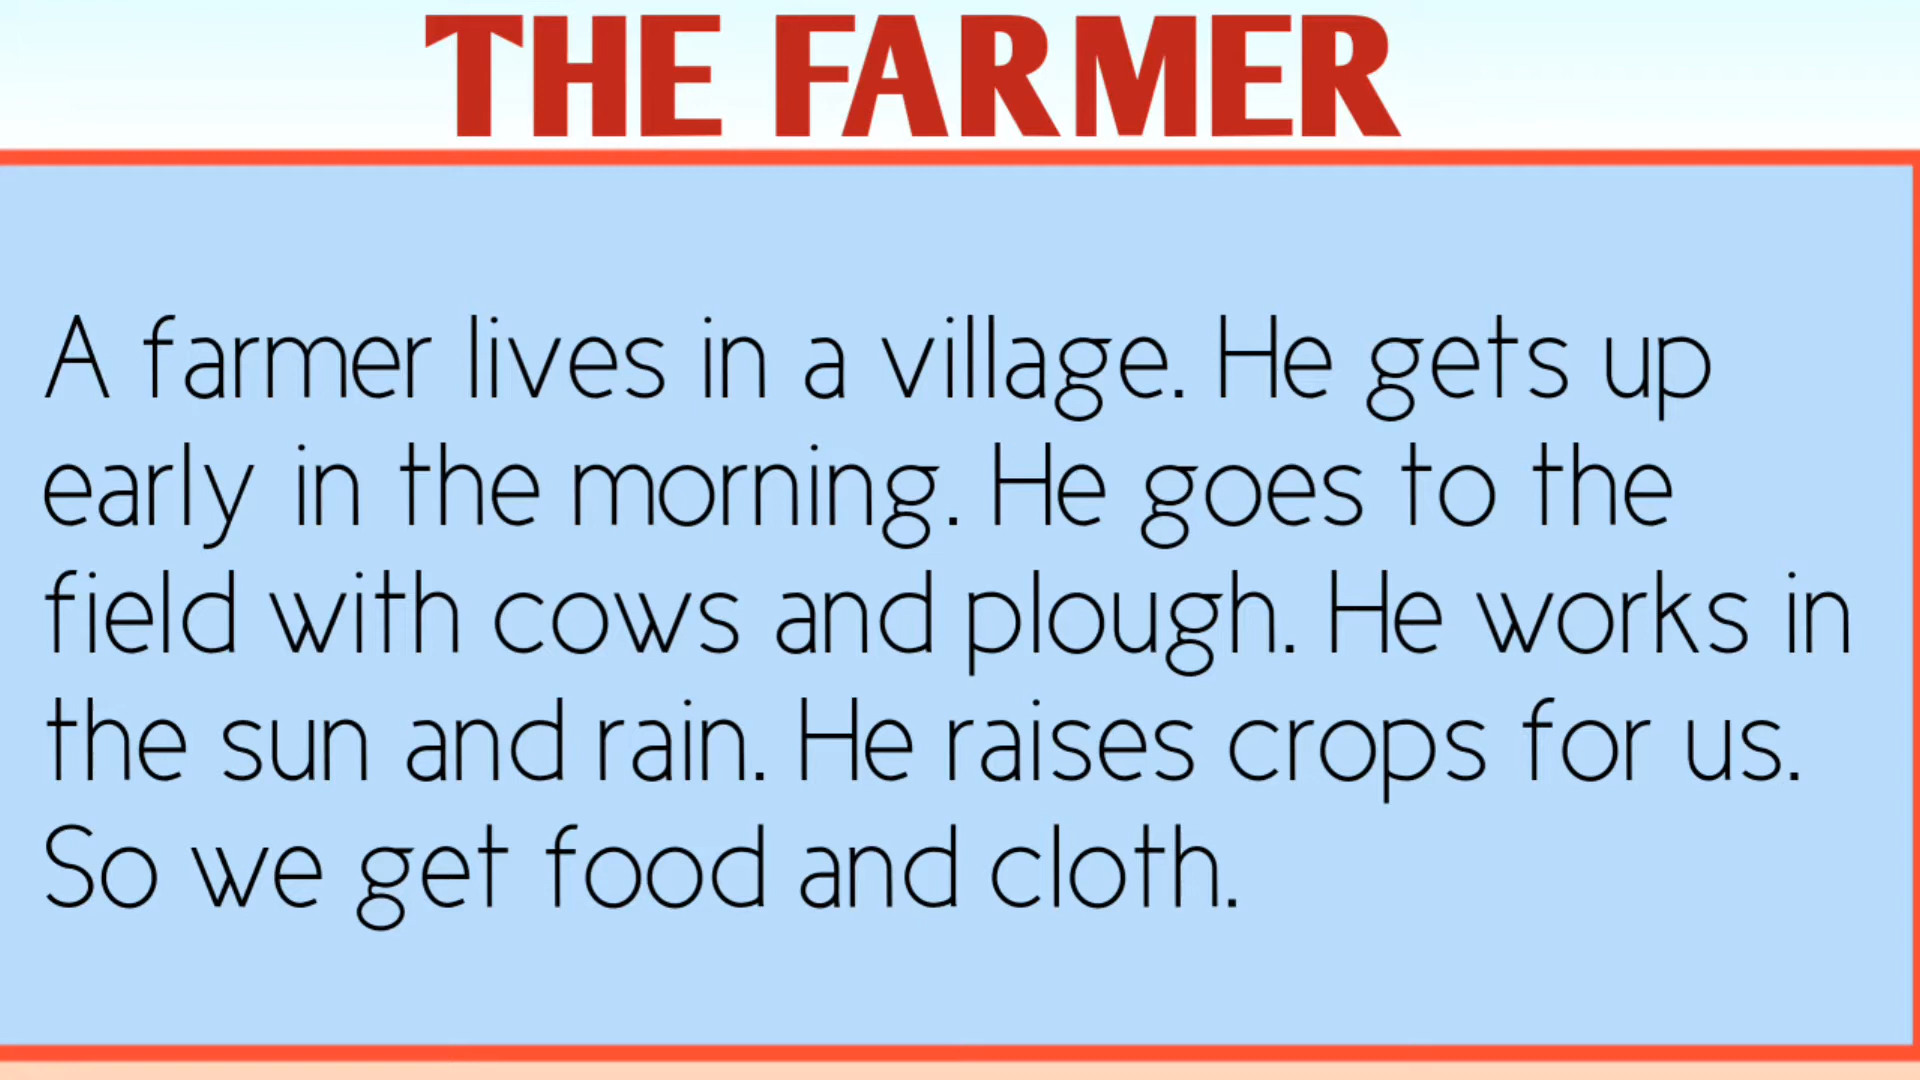 THE FARMER
A farmer lives in a village. He gets up
early in the morning. He goes to the
field with cows and plough. He works in
the sun and rain. He raises crops for us.
So we get food and cloth.